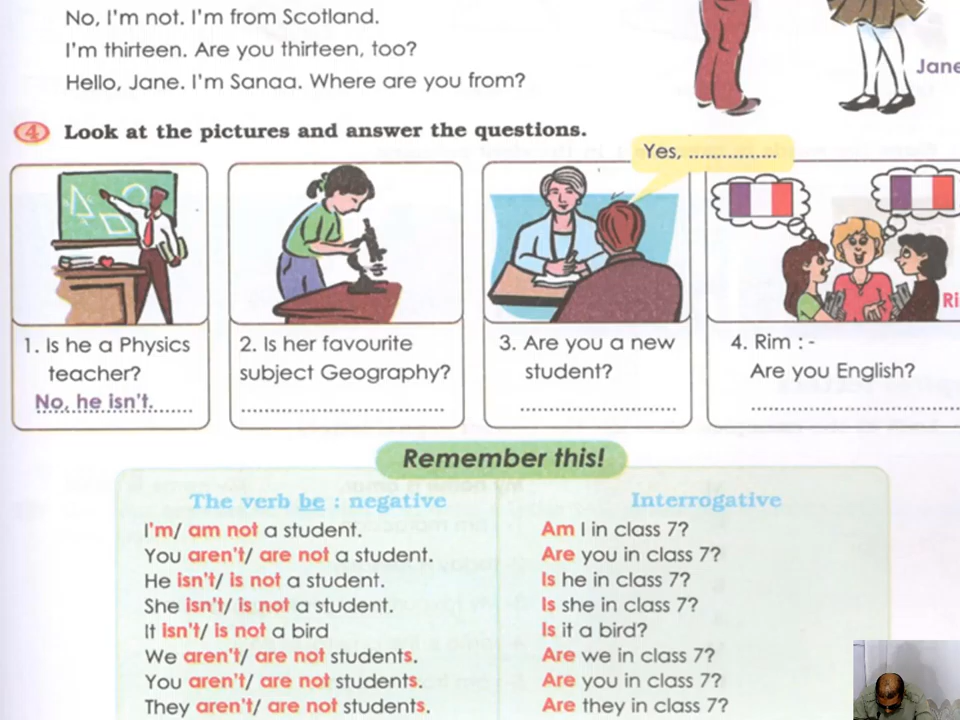 No, I'm not. I'm from Scotland.
I'm thirteen. Are you thirteen, too?
Hello, Jane. I'm Sanaa. Where are you from?
Jane
4 Look at the pictures and answer the questions.
Yes, ................
1. Is he a Physics teacher?
No, he isn't.
2. Is her favourite subject Geography?
3. Are you a new student?
Ri
4. Rim : -
Are you English?
Remember this!
The verb be : negative
I'm/ am not a student.
You aren't/ are not a student.
He isn't/ is not a student.
She isn't/ is not a student.
It isn't/ is not a bird
We aren't/ are not students.
You aren't/ are not students.
They aren't/ are not students.
Interrogative
Am I in class 7?
Are you in class 7?
Is he in class 7?
Is she in class 7?
Is it a bird?
Are we in class 7?
Are you in class 7?
Are they in class 7?